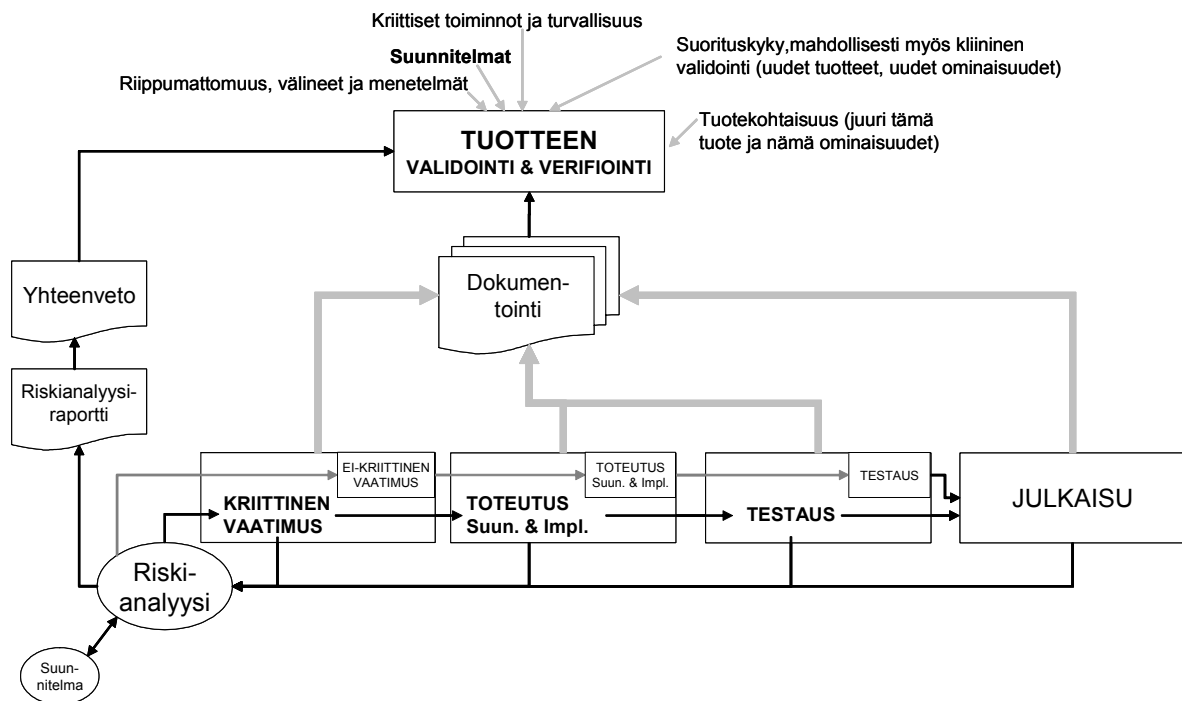 Kriittiset toiminnot ja turvallisuus
Suunnitelmat
Riippumattomuus, välineet ja menetelmät
Suorituskyky,mahdollisesti myös kliininen
validointi (uudet tuotteet, uudet ominaisuudet)
Tuotekohtaisuus (juuri tämä
tuote ja nämä ominaisuudet)
TUOTTEEN
VALIDOINTI & VERIFIOINTI
Yhteenveto
Dokumen-
tointi
Riskianalyysi-
raportti
EI-KRIITTINEN
VAATIMUS
KRIITTINEN
VAATIMUS
TOTEUTUS
Suun. & Impl.
TOTEUTUS
Suun. & Impl.
TESTAUS
TESTAUS
JULKAISU
Riski-
analyysi
Suun-
nitelma